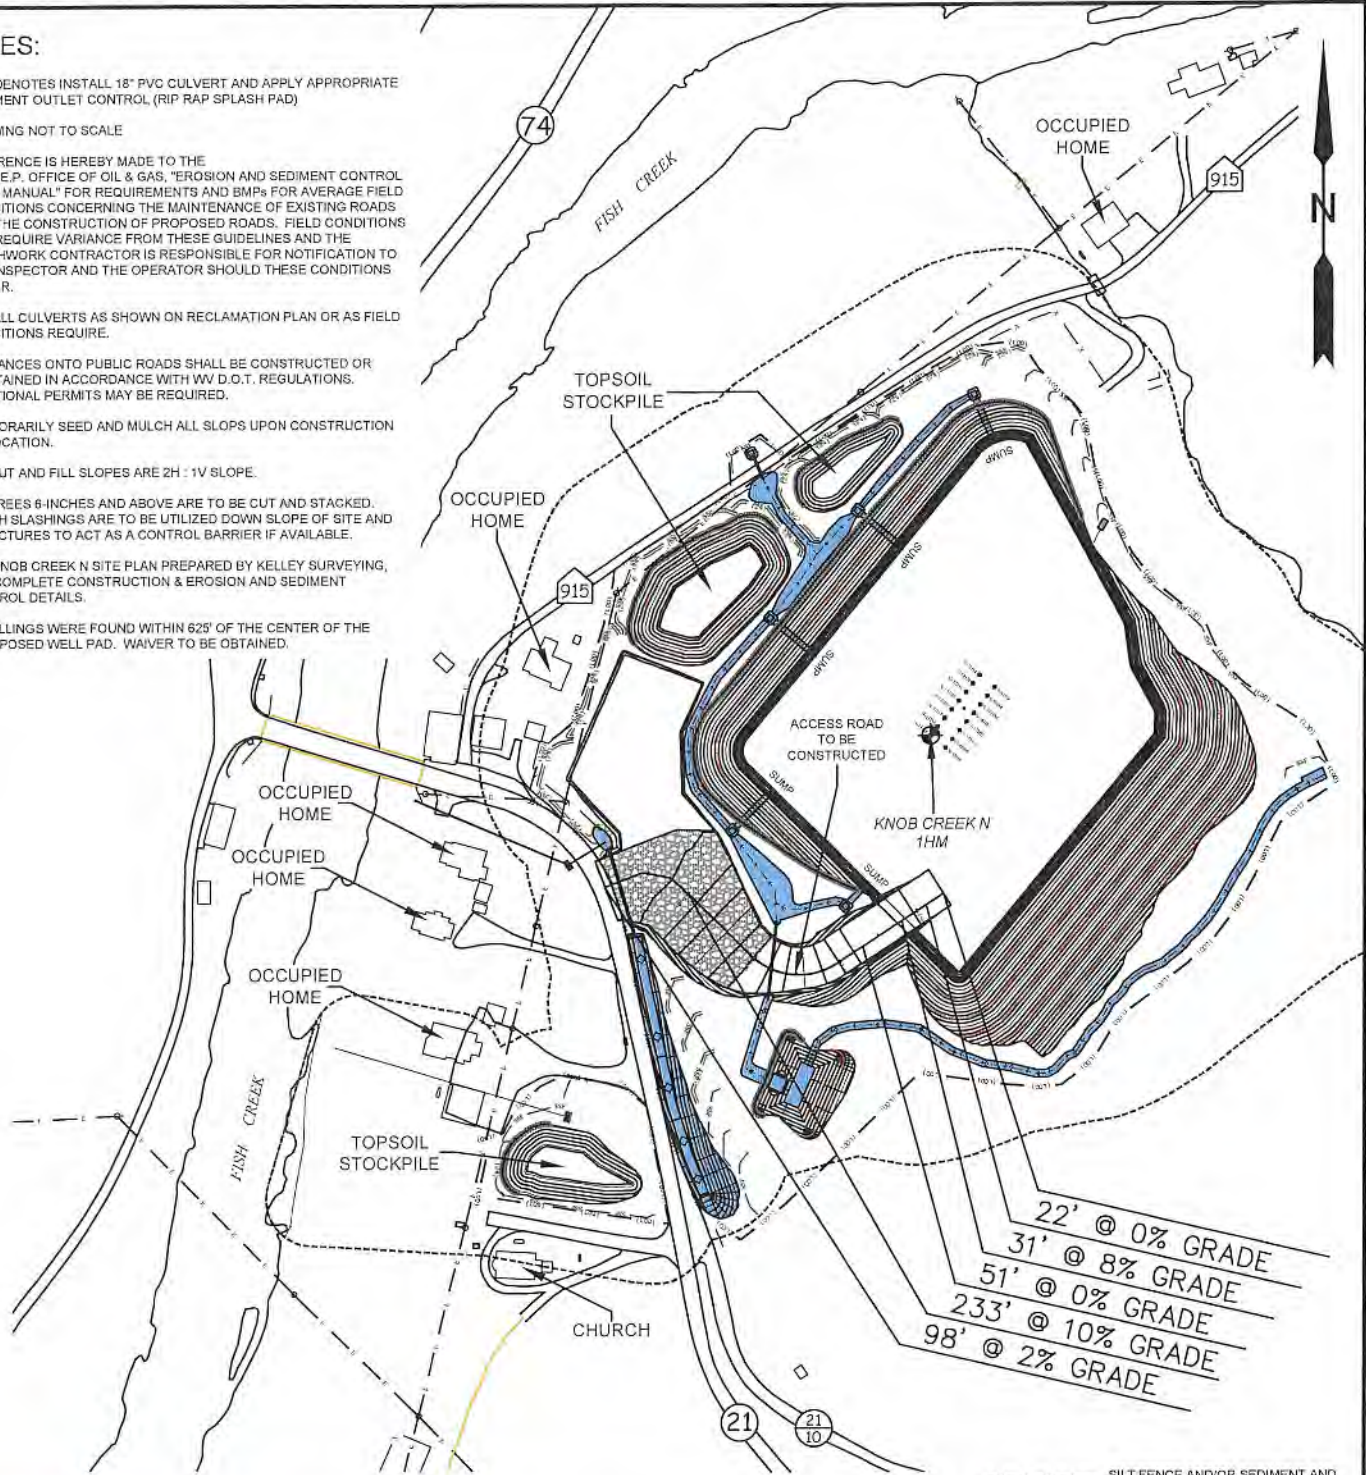 ES:
DENOTES INSTALL 18" PVC CULVERT AND APPLY APPROPRIATE
MENT OUTLET CONTROL (RIP RAP SPLASH PAD)
NG NOT TO SCALE
RENCE IS HEREBY MADE TO THE
E.P. OFFICE OF OIL & GAS, "EROSION AND SEDIMENT CONTROL
MANUAL" FOR REQUIREMENTS AND BMPs FOR AVERAGE FIELD
ITIONS CONCERNING THE MAINTENANCE OF EXISTING ROADS
THE CONSTRUCTION OF PROPOSED ROADS. FIELD CONDITIONS
REQUIRE VARIANCE FROM THESE GUIDELINES AND THE
HWORK CONTRACTOR IS RESPONSIBLE FOR NOTIFICATION TO
NSPECTOR AND THE OPERATOR SHOULD THESE CONDITIONS
R.
LL CULVERTS AS SHOWN ON RECLAMATION PLAN OR AS FIELD
ITIONS REQUIRE.
ANCES ONTO PUBLIC ROADS SHALL BE CONSTRUCTED OR
TAINED IN ACCORDANCE WITH WV D.O.T. REGULATIONS.
TIONAL PERMITS MAY BE REQUIRED.
ORARILY SEED AND MULCH ALL SLOPS UPON CONSTRUCTION
CATION.
UT AND FILL SLOPES ARE 2H : 1V SLOPE.
REES 6-INCHES AND ABOVE ARE TO BE CUT AND STACKED.
H SLASHINGS ARE TO BE UTILIZED DOWN SLOPE OF SITE AND
CTURES TO ACT AS A CONTROL BARRIER IF AVAILABLE.
NOB CREEK N SITE PLAN PREPARED BY KELLEY SURVEYING,
OMPLETE CONSTRUCTION & EROSION AND SEDIMENT
ROL DETAILS.
LLINGS WERE FOUND WITHIN 625' OF THE CENTER OF THE
POSED WELL PAD. WAIVER TO BE OBTAINED.
74
FISH CREEK
OCCUPIED
HOME
915
N
TOPSOIL
STOCKPILE
SUMP
OCCUPIED
HOME
SUMP
915
SUMP
ACCESS ROAD
TO BE
CONSTRUCTED
SUMP
KNOB CREEK N
1HM
SUMP
OCCUPIED
HOME
OCCUPIED
HOME
OCCUPIED
HOME
FISH CREEK
TOPSOIL
STOCKPILE
CHURCH
22' @ 0% GRADE
31' @ 8% GRADE
51' @ 0% GRADE
233' @ 10% GRADE
98' @ 2% GRADE
21
21
10
SILT FENCE AND/OR SEDIMENT AND